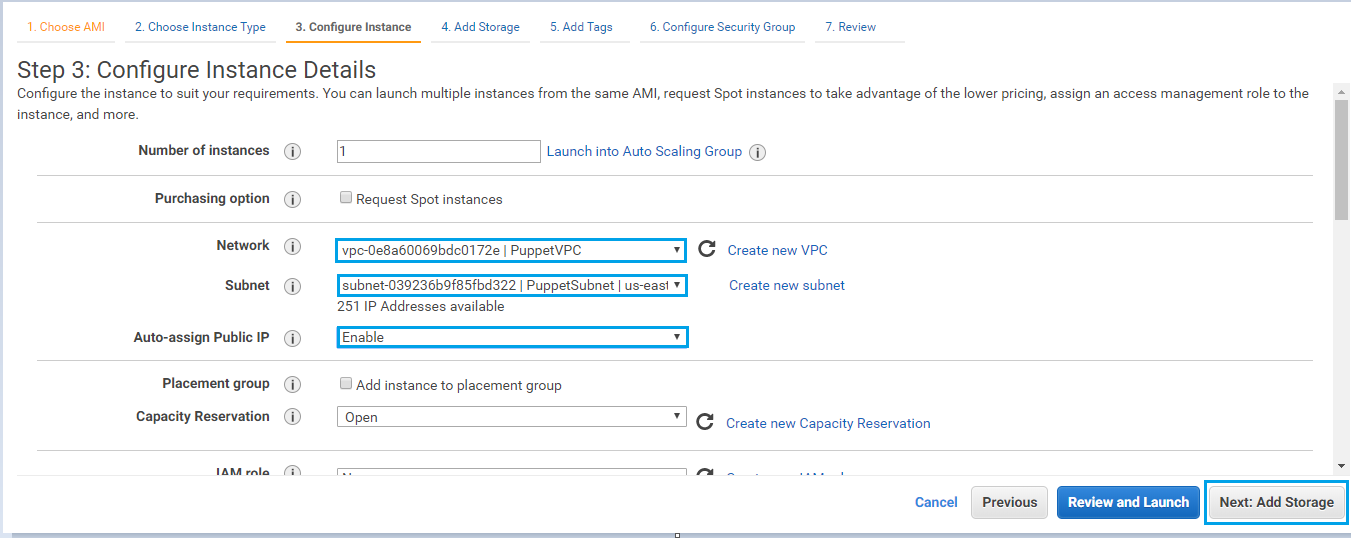 1. Choose AMI 2. Choose Instance Type 3. Configure Instance 4. Add Storage 5. Add Tags 6. Configure Security Group 7. Review
Step 3: Configure Instance Details
Configure the instance to suit your requirements. You can launch multiple instances from the same AMI, request Spot instances to take advantage of the lower pricing, assign an access management role to the
instance, and more.
Number of instances i 1 Launch into Auto Scaling Group i
Purchasing option i Request Spot instances
Network i vpc-0e8a60069bdc0172e | PuppetVPC Create new VPC
Subnet i subnet-039236b9f85fbd322 | PuppetSubnet | us-east Create new subnet
251 IP Addresses available
Auto-assign Public IP i Enable
Placement group i Add instance to placement group
Capacity Reservation i Open Create new Capacity Reservation
IAM role i
Cancel Previous Review and Launch Next: Add Storage